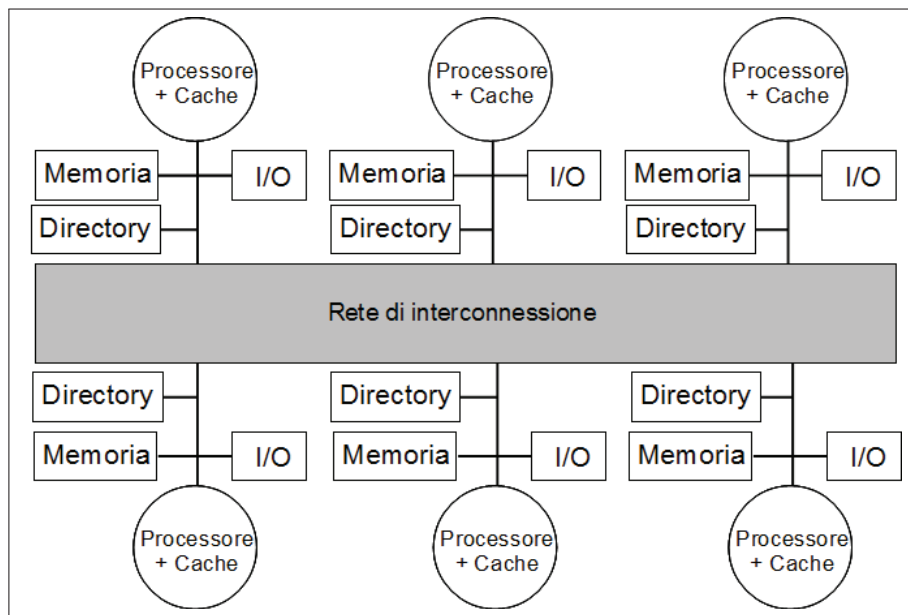 Processore
+ Cache
Processore
+ Cache
Processore
+ Cache
Memoria
I/O
Memoria
I/O
Memoria
I/O
Directory
Directory
Directory
Rete di interconnessione
Directory
Directory
Directory
Memoria
I/O
Memoria
I/O
Memoria
I/O
Processore
+ Cache
Processore
+ Cache
Processore
+ Cache